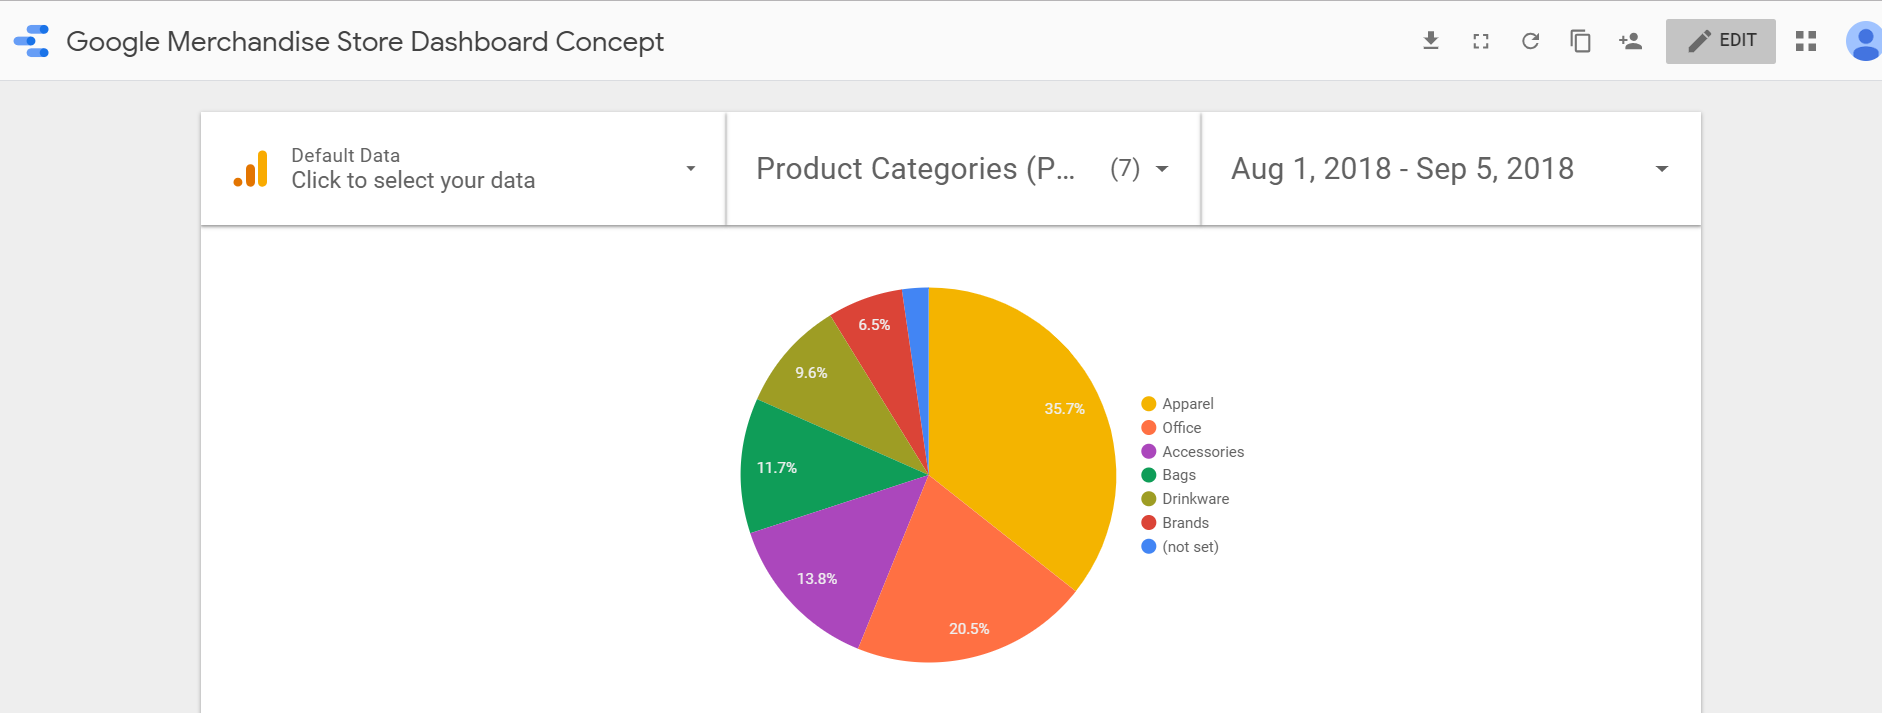 Google Merchandise Store Dashboard Concept
EDIT
Default Data
Click to select your data
Product Categories (P... (7)
Aug 1, 2018 - Sep 5, 2018
6.5%
9.6%
35.7%
11.7%
13.8%
20.5%
Apparel
Office
Accessories
Bags
Drinkware
Brands
(not set)